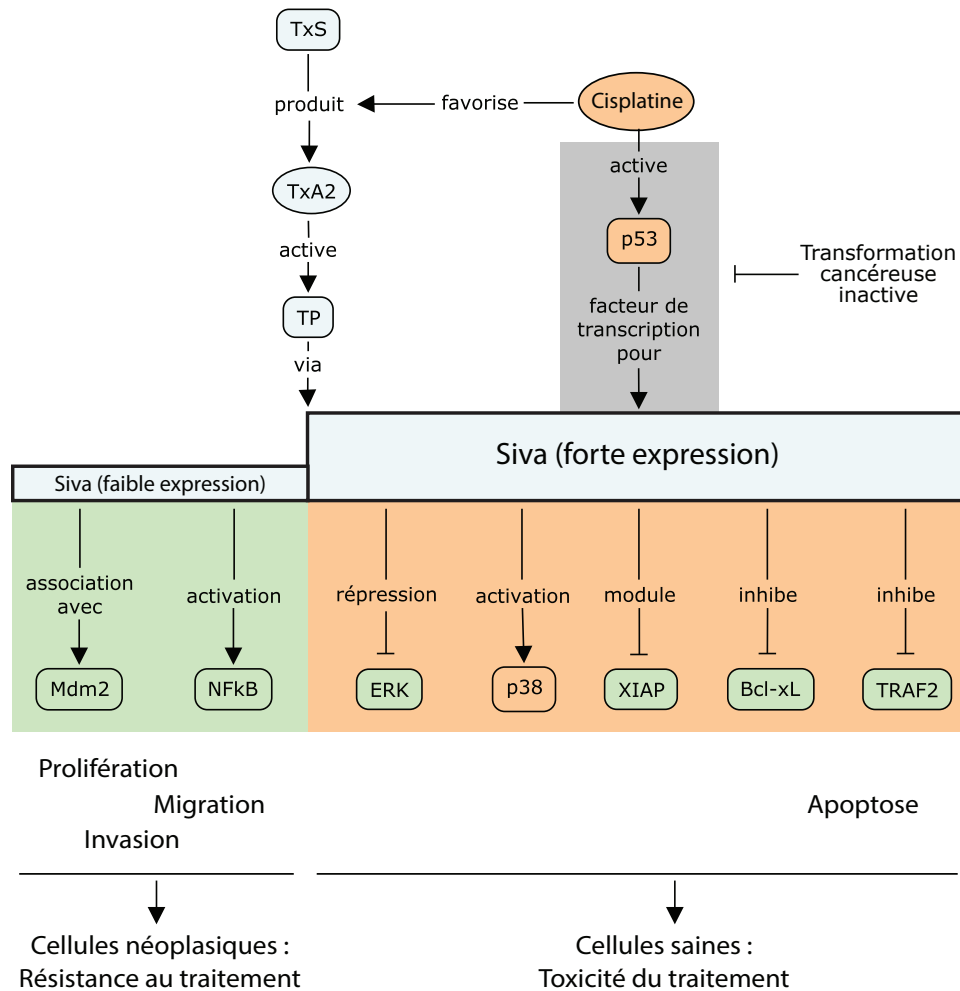 TxS
produit
favorise
Cisplatine
active
TxA2
p53
active
Transformation
cancéreuse
inactive
facteur de
transcription
pour
TP
via
Siva (forte expression)
Siva (faible expression)
association
avec
activation
répression
activation
module
inhibe
inhibe
Mdm2
NFkB
ERK
p38
XIAP
Bcl-xL
TRAF2
Prolifération
Migration
Apoptose
Invasion
Cellules néoplasiques :
Résistance au traitement
Cellules saines :
Toxicité du traitement